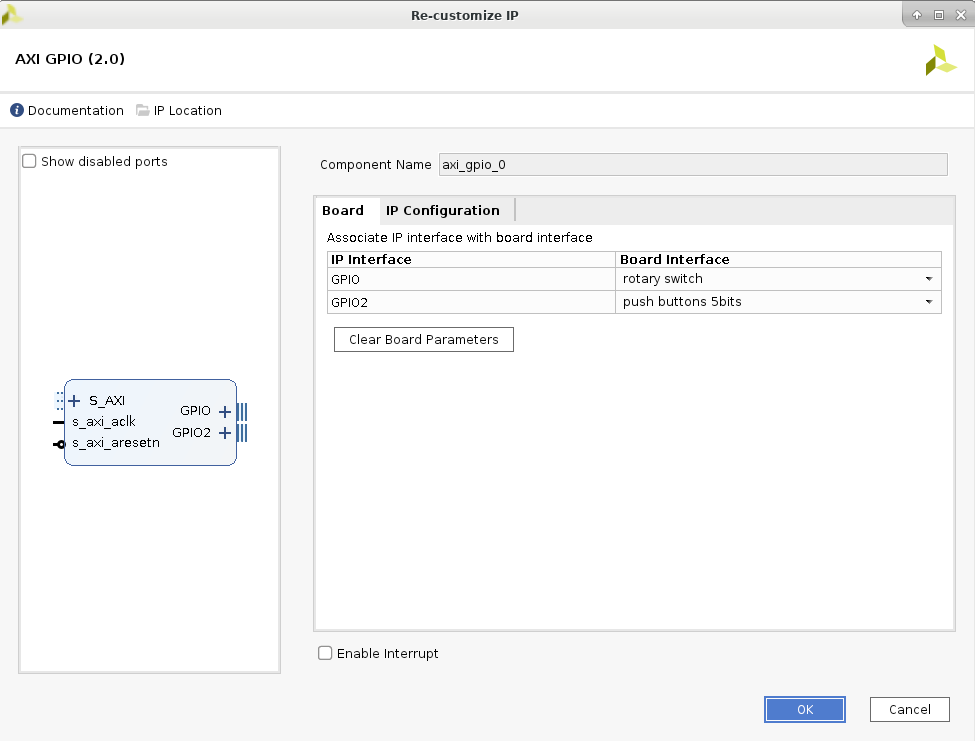 Re-customize IP
AXI GPIO (2.0)
Documentation IP Location
Show disabled ports
S_AXI
s_axi_aclk
s_axi_aresetn
GPIO
GPIO2
Component Name axi_gpio_0
Board IP Configuration
Associate IP interface with board interface
IP Interface Board Interface
GPIO rotary switch
GPIO2 push buttons 5bits
Clear Board Parameters
Enable Interrupt
OK Cancel